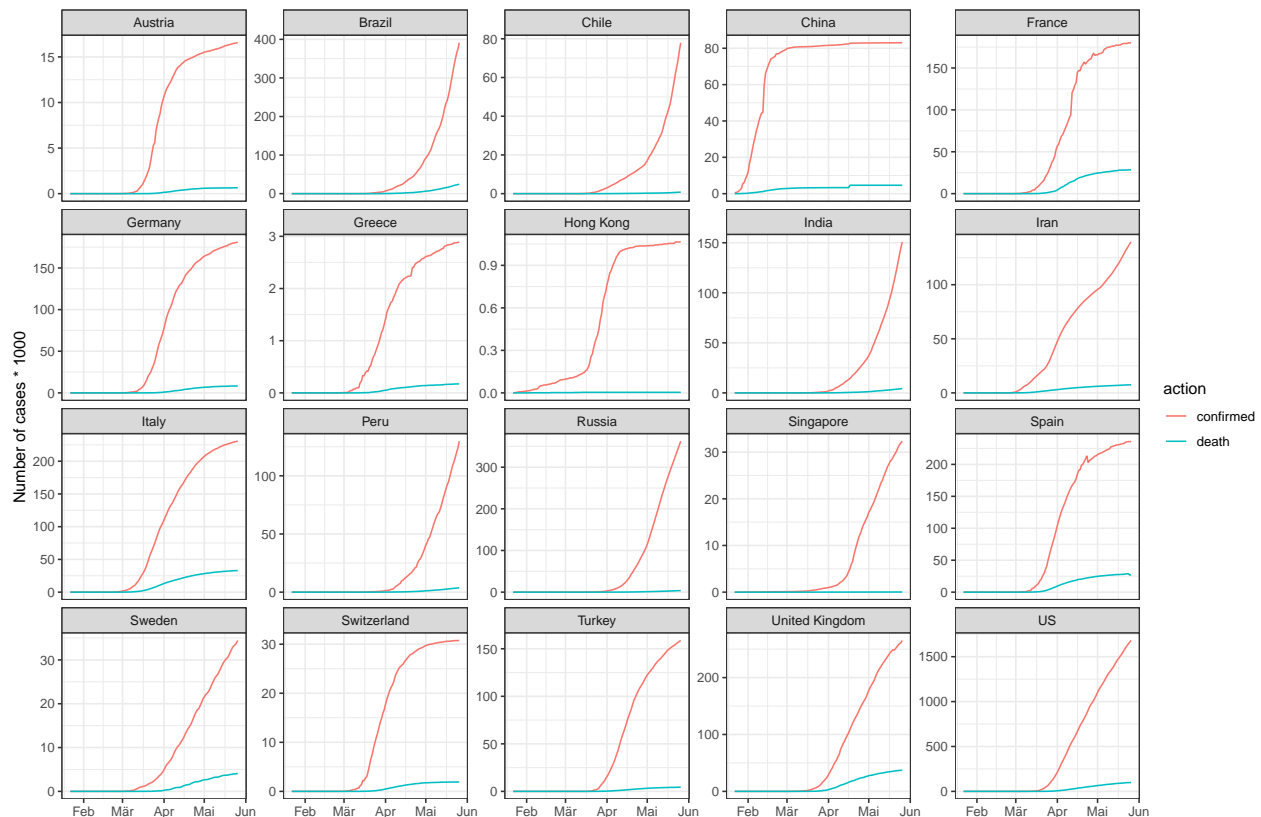 Austria Brazil Chile China France
15 10 5 0
400 300 200 100 0
80 60 40 20 0
80 60 40 20 0
150 100 50 0
Germany Greece Hong Kong India Iran
150 100 50 0
3 2 1 0
0.9 0.6 0.3 0.0
150 100 50 0
100 50 0
Italy Peru Russia Singapore Spain
200 150 100 50 0
100 50 0
300 200 100 0
30 20 10 0
200 150 100 50 0
Sweden Switzerland Turkey United Kingdom US
30 20 10 0
30 20 10 0
150 100 50 0
200 100 0
1500 1000 500 0
Feb Mär Apr Mai Jun
Feb Mär Apr Mai Jun
Feb Mär Apr Mai Jun
Feb Mär Apr Mai Jun
Feb Mär Apr Mai Jun
Number of cases * 1000
action
confirmed
death